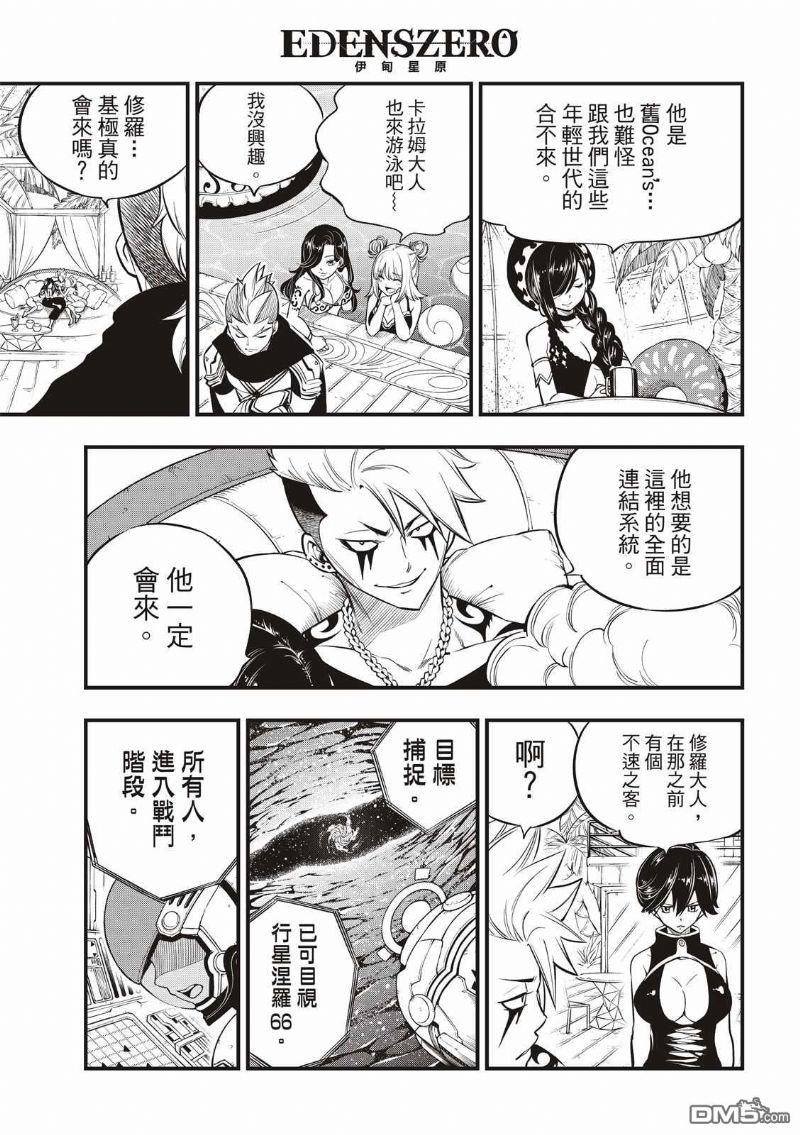 EDENSZERO
伊甸星原
他是
舊Ocean's…
也難怪
跟我們這些
年輕世代的
合不來。
卡拉姆大人
也來游泳吧~
我沒興趣。
修羅…
基極真的
會來嗎？
他想要的是
這裡的全面
連結系統。
他一定
會來。
修羅大人，
在那之前
有個
不速之客。
啊？
目標
捕捉。
已可目視
行星涅羅66。
所有人，
進入戰鬥
階段。
DM5.com